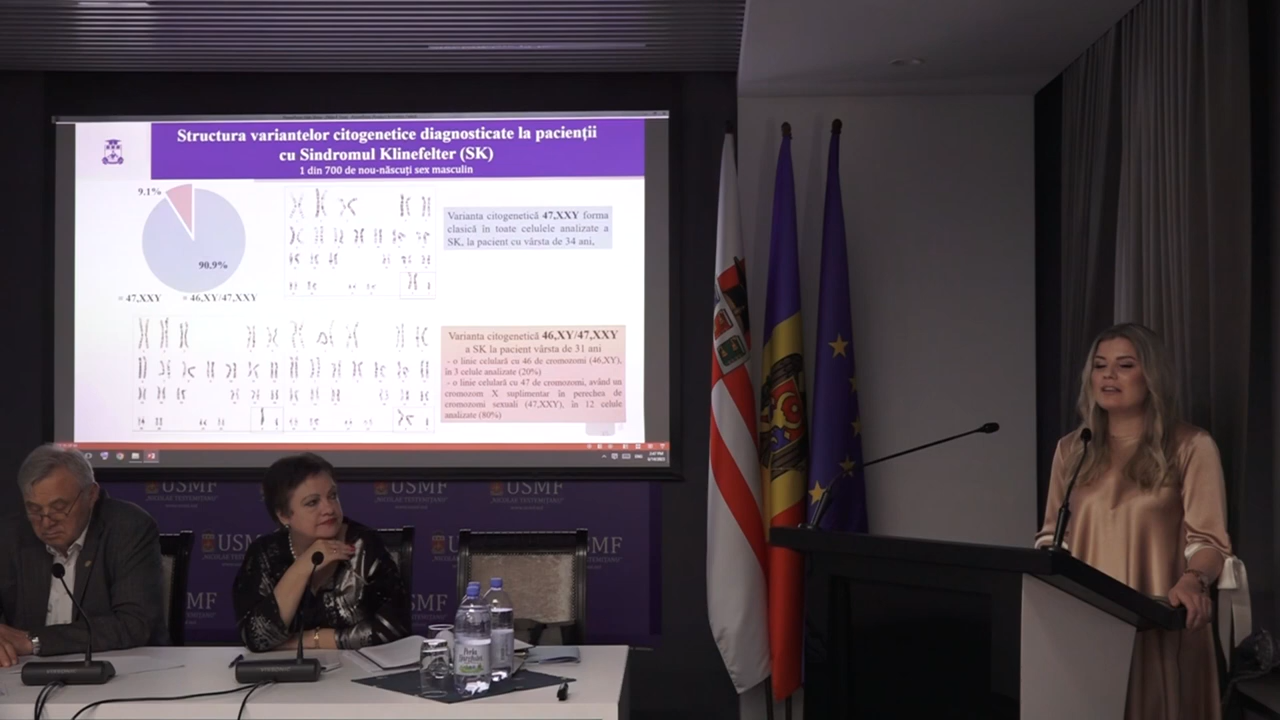 Structura variantelor citogenetice diagnosticate la pacienții
cu Sindromul Klinefelter (SK)
1 din 700 de nou-născuți sex masculin
9.1%
90.9%
= 47,XXY = 46,XY/47,XXY
Varianta citogenetică 47,XXY forma
clasică în toate celulele analizate a
SK, la pacient cu vârsta de 34 ani,
Varianta citogenetică 46,XY/47,XXY
a SK la pacient vârsta de 31 ani
- o linie celulară cu 46 de cromozomi (46,XY),
în 3 celule analizate (20%)
- o linie celulară cu 47 de cromozomi, având un
cromozom X suplimentar în perechea de
cromozomi sexuali (47,XXY), în 12 celule
analizate (80%)
USMF
USMF
USMF
"NICOLAE TESTEMIȚANU"
USMF
SMF
MF
USMF